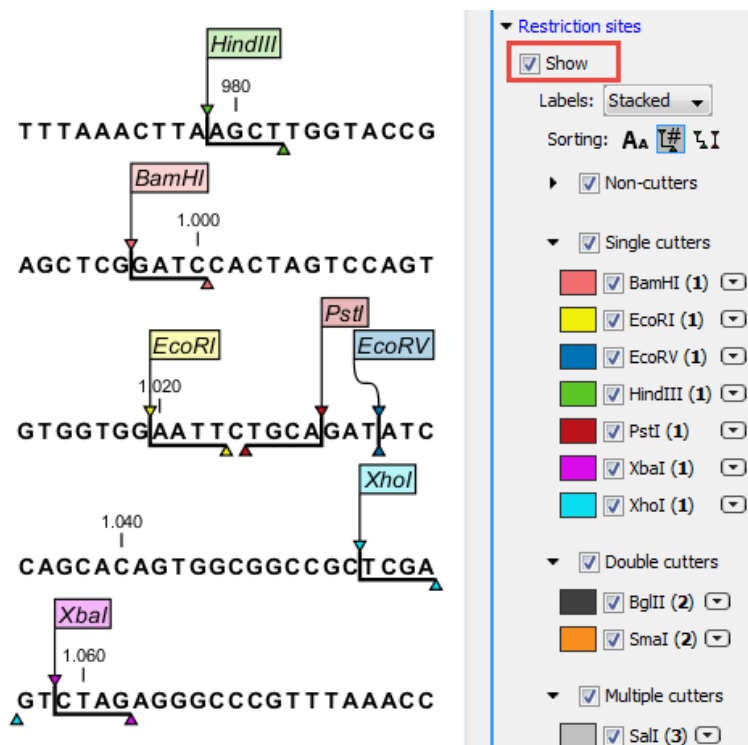 HindIII
980
TTTAAACTTAAGCTTGGTACCG
BamHI
1.000
AGCTCGGATCCACTAGTCCAGT
PstI
EcoRI
EcoRV
1.020
GTGGTGGAATTCTGCAGATATC
XhoI
1.040
CAGCACAGTGGCGGCCGCTCGA
XbaI
1.060
GTCTAGAGGGCCCGTTTAAACC
Restriction sites
Show
Labels: Stacked
Sorting: AA
Non-cutters
Single cutters
BamHI (1)
EcoRI (1)
EcoRV (1)
HindIII (1)
PstI (1)
XbaI (1)
XhoI (1)
Double cutters
BglII (2)
SmaI (2)
Multiple cutters
SalI (3)